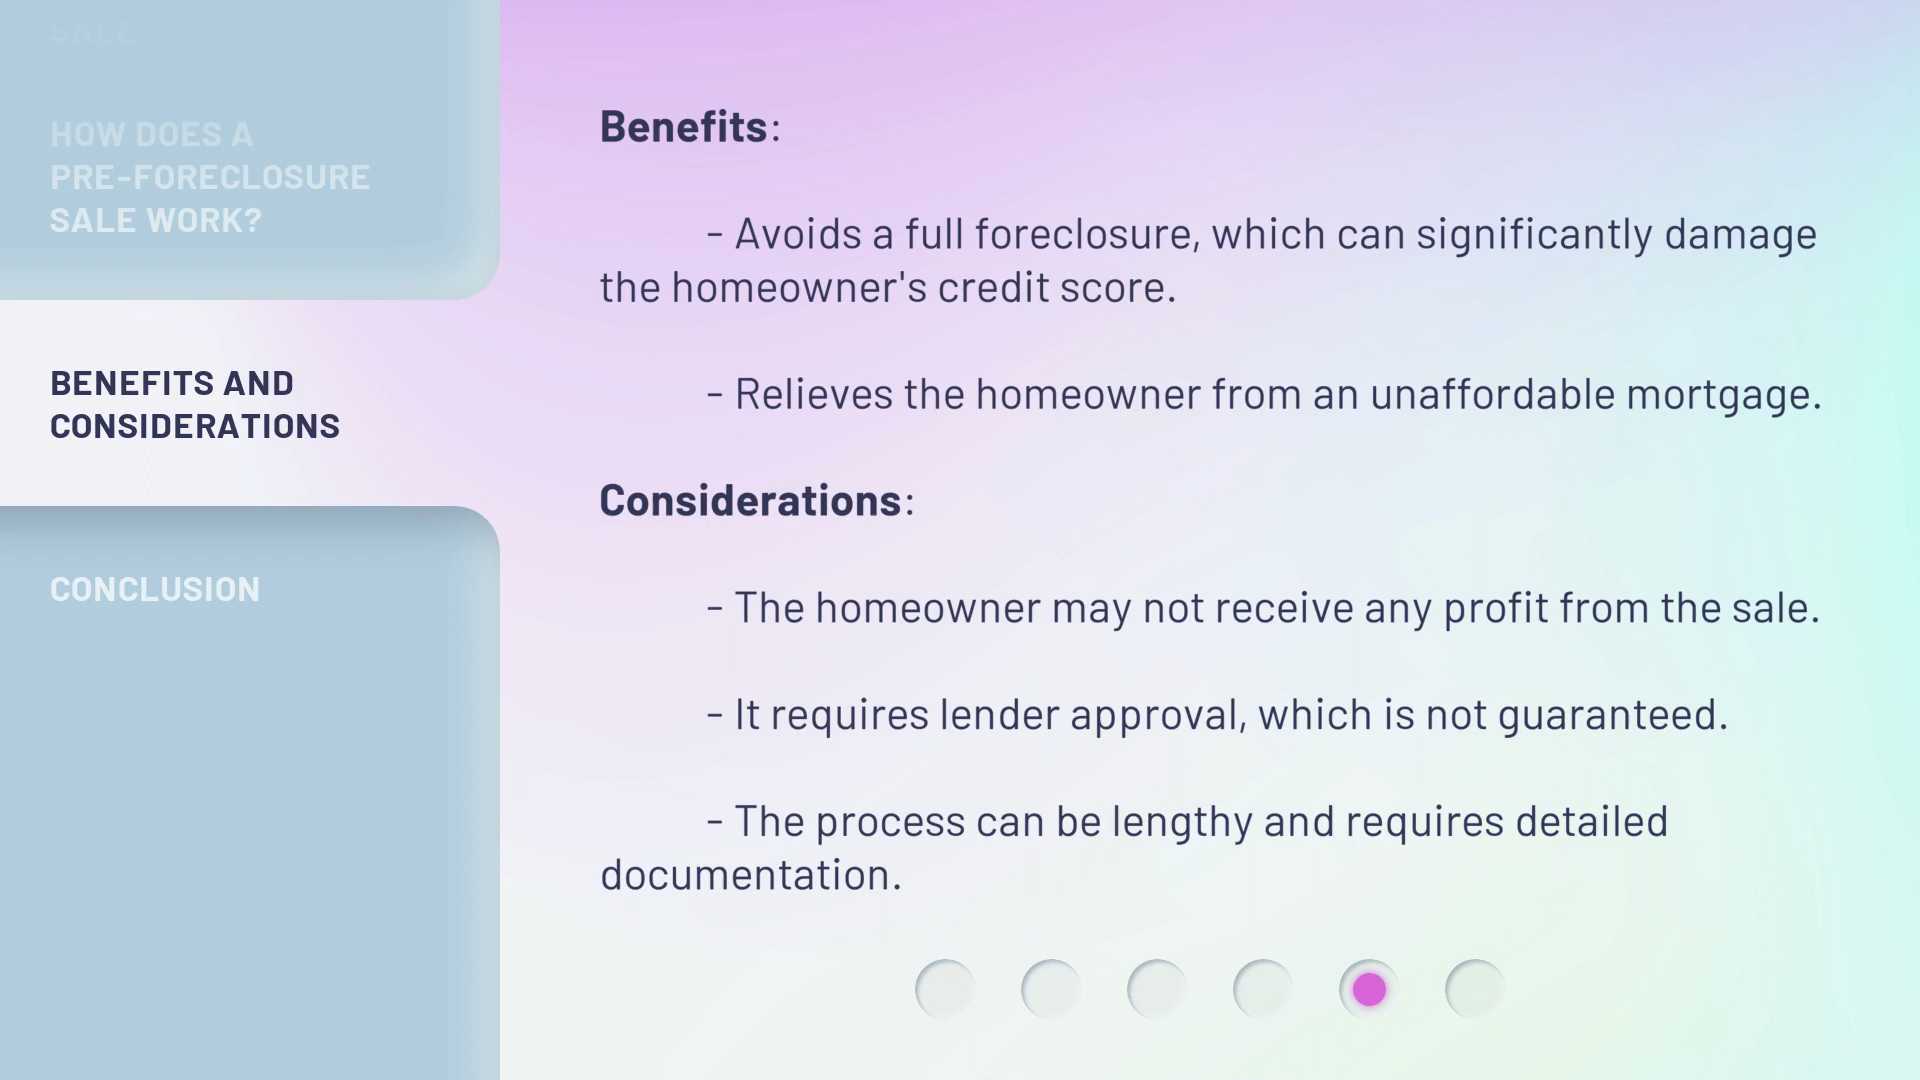 SALE
HOW DOES A
PRE-FORECLOSURE
SALE WORK?
BENEFITS AND
CONSIDERATIONS
CONCLUSION
Benefits:
- Avoids a full foreclosure, which can significantly damage
the homeowner's credit score.
- Relieves the homeowner from an unaffordable mortgage.
Considerations:
- The homeowner may not receive any profit from the sale.
- It requires lender approval, which is not guaranteed.
- The process can be lengthy and requires detailed
documentation.